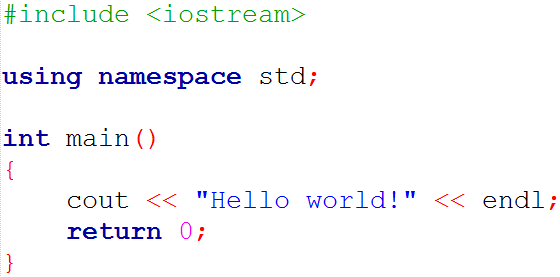 #include <iostream>

using namespace std;

int main()
{
    cout << "Hello world!" << endl;
    return 0;
}